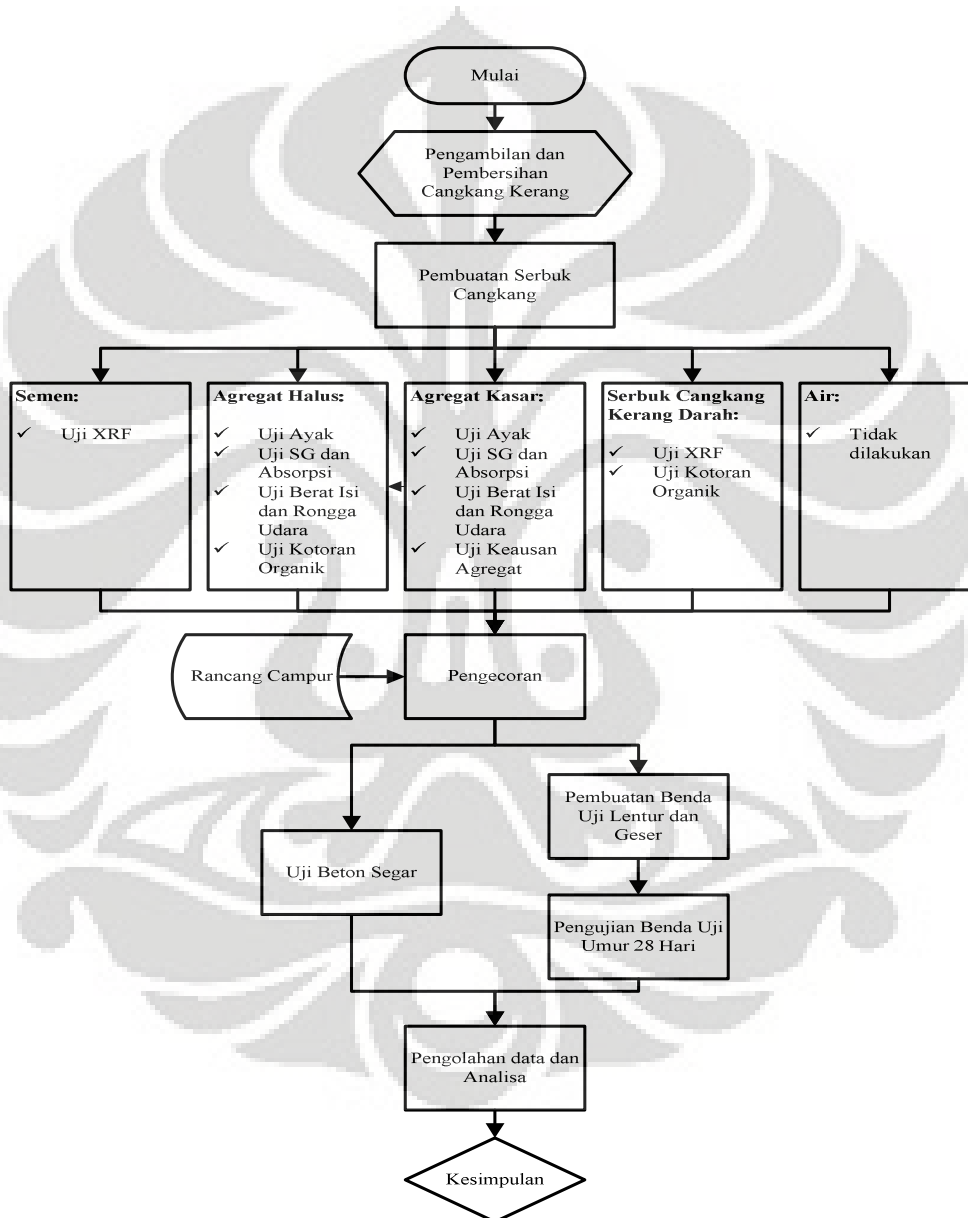 Mulai
Pengambilan dan
Pembersihan
Cangkang Kerang
Pembuatan Serbuk
Cangkang
Semen:
✓ Uji XRF
Agregat Halus:
✓ Uji Ayak
✓ Uji SG dan
Absorpsi
✓ Uji Berat Isi
dan Rongga
Udara
✓ Uji Kotoran
Organik
Agregat Kasar:
✓ Uji Ayak
✓ Uji SG dan
Absorpsi
✓ Uji Berat Isi
dan Rongga
Udara
✓ Uji Keausan
Agregat
Serbuk Cangkang
Kerang Darah:
✓ Uji XRF
✓ Uji Kotoran
Organik
Air:
✓ Tidak
dilakukan
Rancang Campur
Pengecoran
Uji Beton Segar
Pembuatan Benda
Uji Lentur dan
Geser
Pengujian Benda Uji
Umur 28 Hari
Pengolahan data dan
Analisa
Kesimpulan